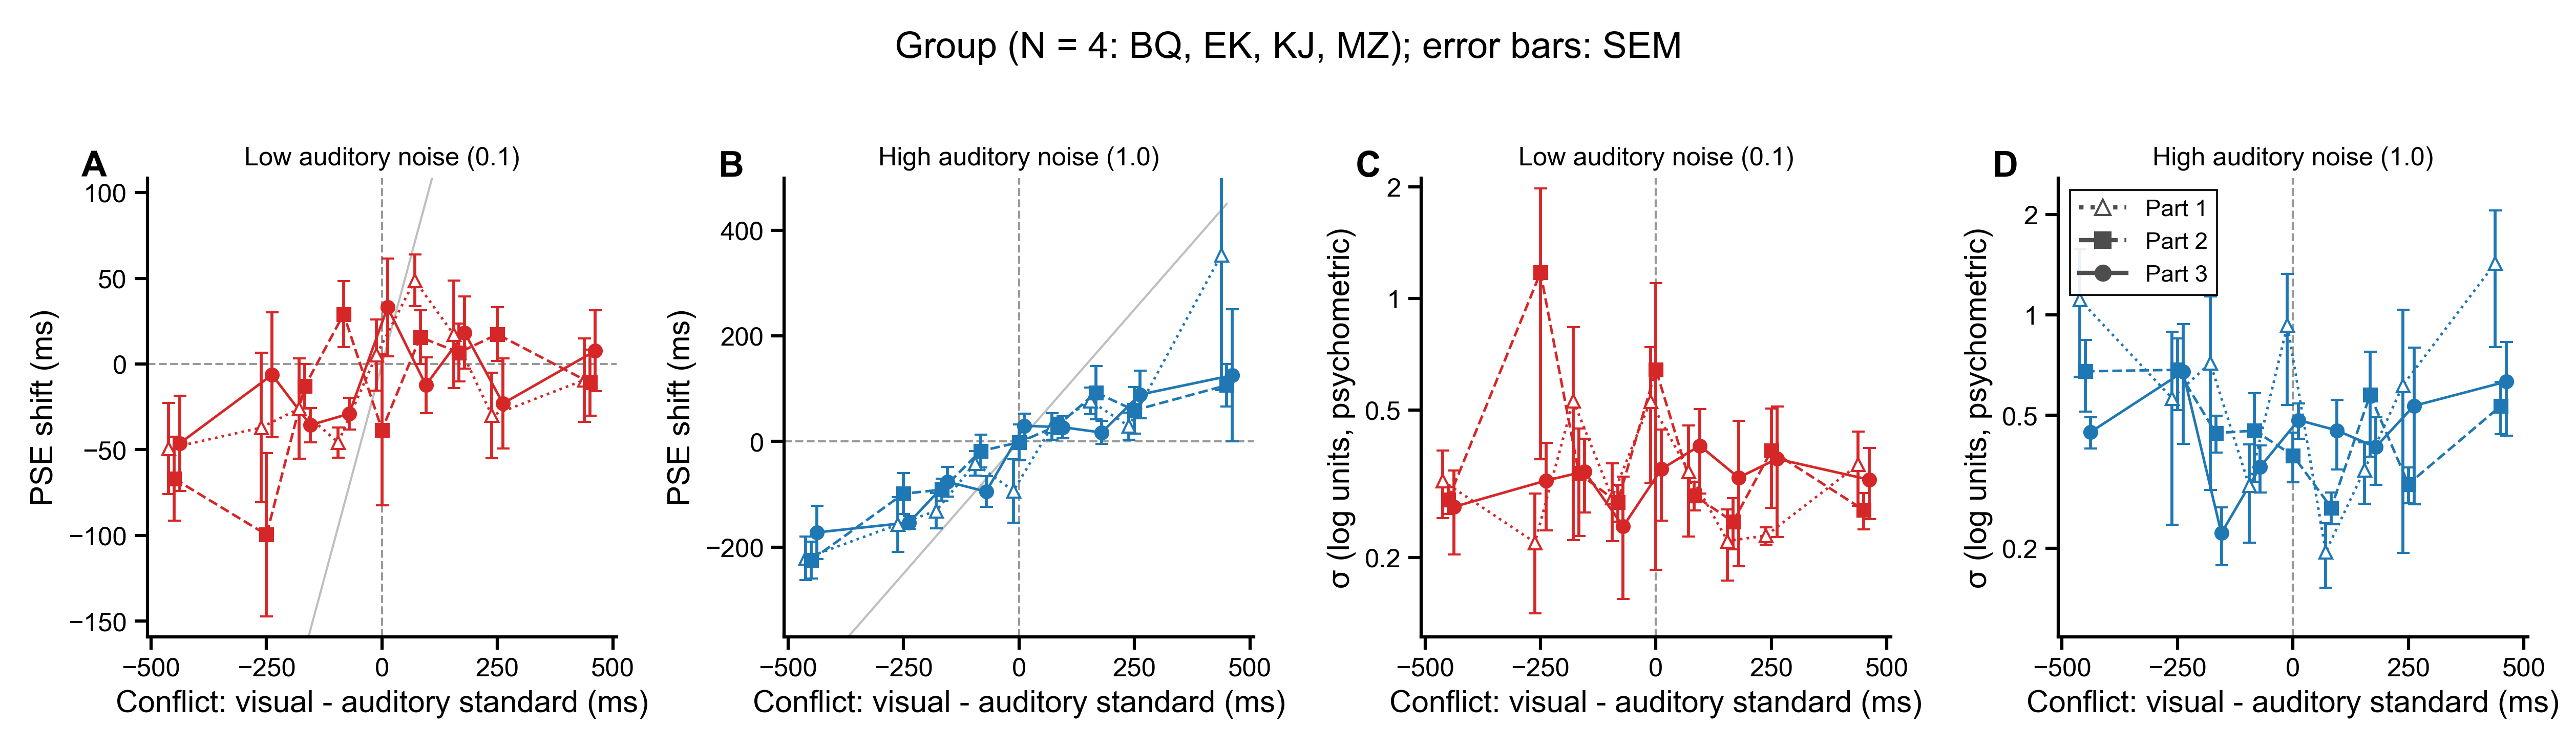 Group (N = 4: BQ, EK, KJ, MZ); error bars: SEM
A
Low auditory noise (0.1)
100
50
0
−50
−100
−150
PSE shift (ms)
−500
−250
0
250
500
Conflict: visual - auditory standard (ms)
B
High auditory noise (1.0)
400
200
0
−200
PSE shift (ms)
−500
−250
0
250
500
Conflict: visual - auditory standard (ms)
C
Low auditory noise (0.1)
2
1
0.5
0.2
σ (log units, psychometric)
−500
−250
0
250
500
Conflict: visual - auditory standard (ms)
D
High auditory noise (1.0)
Part 1
Part 2
Part 3
2
1
0.5
0.2
σ (log units, psychometric)
−500
−250
0
250
500
Conflict: visual - auditory standard (ms)